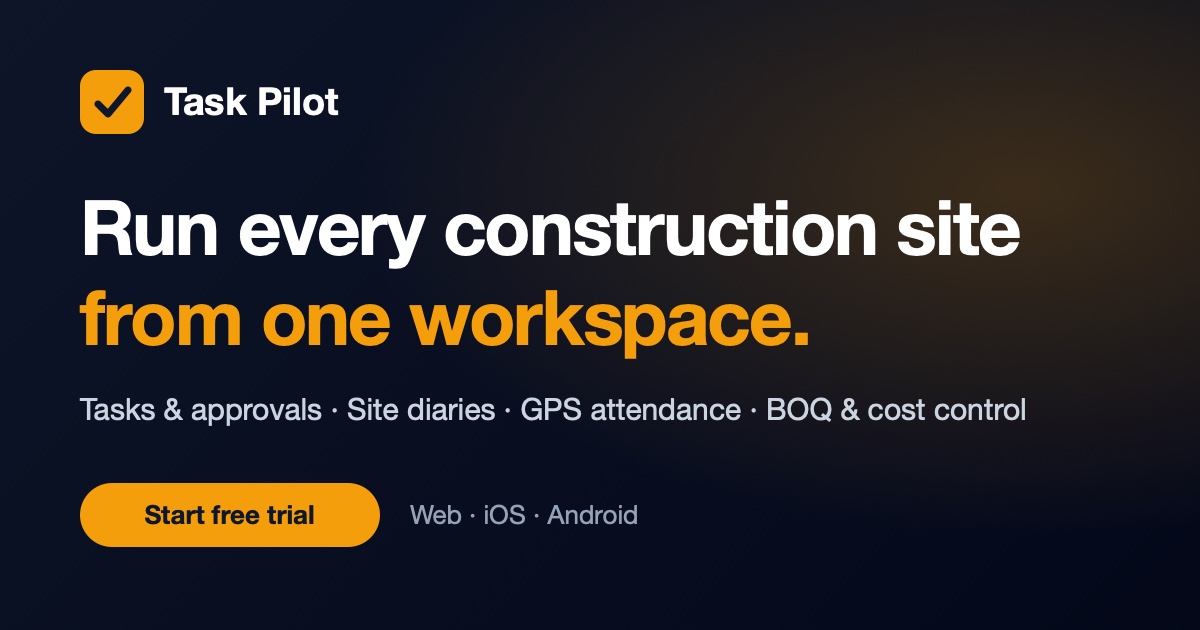 Task Pilot
Run every construction site
from one workspace.
Tasks & approvals · Site diaries · GPS attendance · BOQ & cost control
Start free trial
Web · iOS · Android